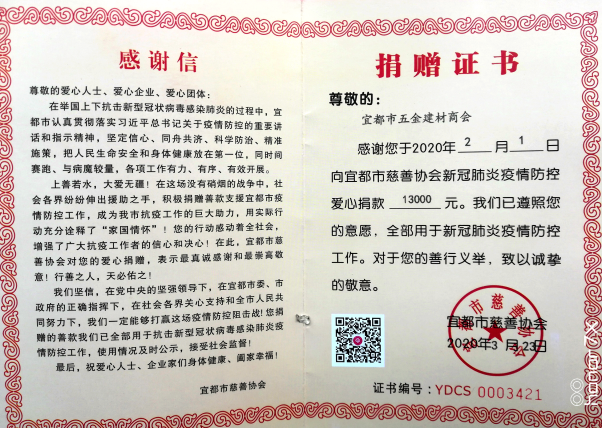 感谢信
尊敬的爱心人士、爱心企业、爱心团体：
在举国上下抗击新型冠状病毒感染肺炎的过程中，宜
都市认真贯彻落实习近平总书记关于疫情防控的重要讲
话和指示精神，坚定信心、同舟共济、科学防治、精准
施策，把人民生命安全和身体健康放在第一位，同时间
赛跑、与病魔较量，各项工作有力、有序、有效开展。
上善若水，大爱无疆！在这场没有硝烟的战争中，社
会各界纷纷伸出援助之手，积极捐赠善款支援宜都市疫
情防控工作，成为我市抗疫工作的巨大助力，用实际行
动充分诠释了“家国情怀”！您的行动感动着全社会，
增强了广大抗疫工作者的信心和决心！在此，宜都市慈
善协会对您的爱心捐赠，表示最真诚感谢和最崇高敬
意！行善之人，天必佑之！
我们坚信，在党中央的坚强领导下，在宜都市委、市
政府的正确指挥下，在社会各界关心支持和全市人民共
同努力下，我们一定能够打赢这场疫情防控阻击战！您捐
赠的善款我们已全部用于抗击新型冠状病毒感染肺炎疫
情防控工作，使用情况及时公示，接受社会监督！
最后，祝爱心人士、企业家们身体健康、阖家幸福！
宜都市慈善协会
捐赠证书
尊敬的：
宜都市五金建材商会
感谢您于2020年 2 月 1 日
向宜都市慈善协会新冠肺炎疫情防控
爱心捐款 13000 元。我们已遵照您
的意愿，全部用于新冠肺炎疫情防控
工作。对于您的善行义举，致以诚挚
的敬意。
宜都市慈善协会
宜都市慈善协会
2020年3月23日
证书编号：YDCS 0003421